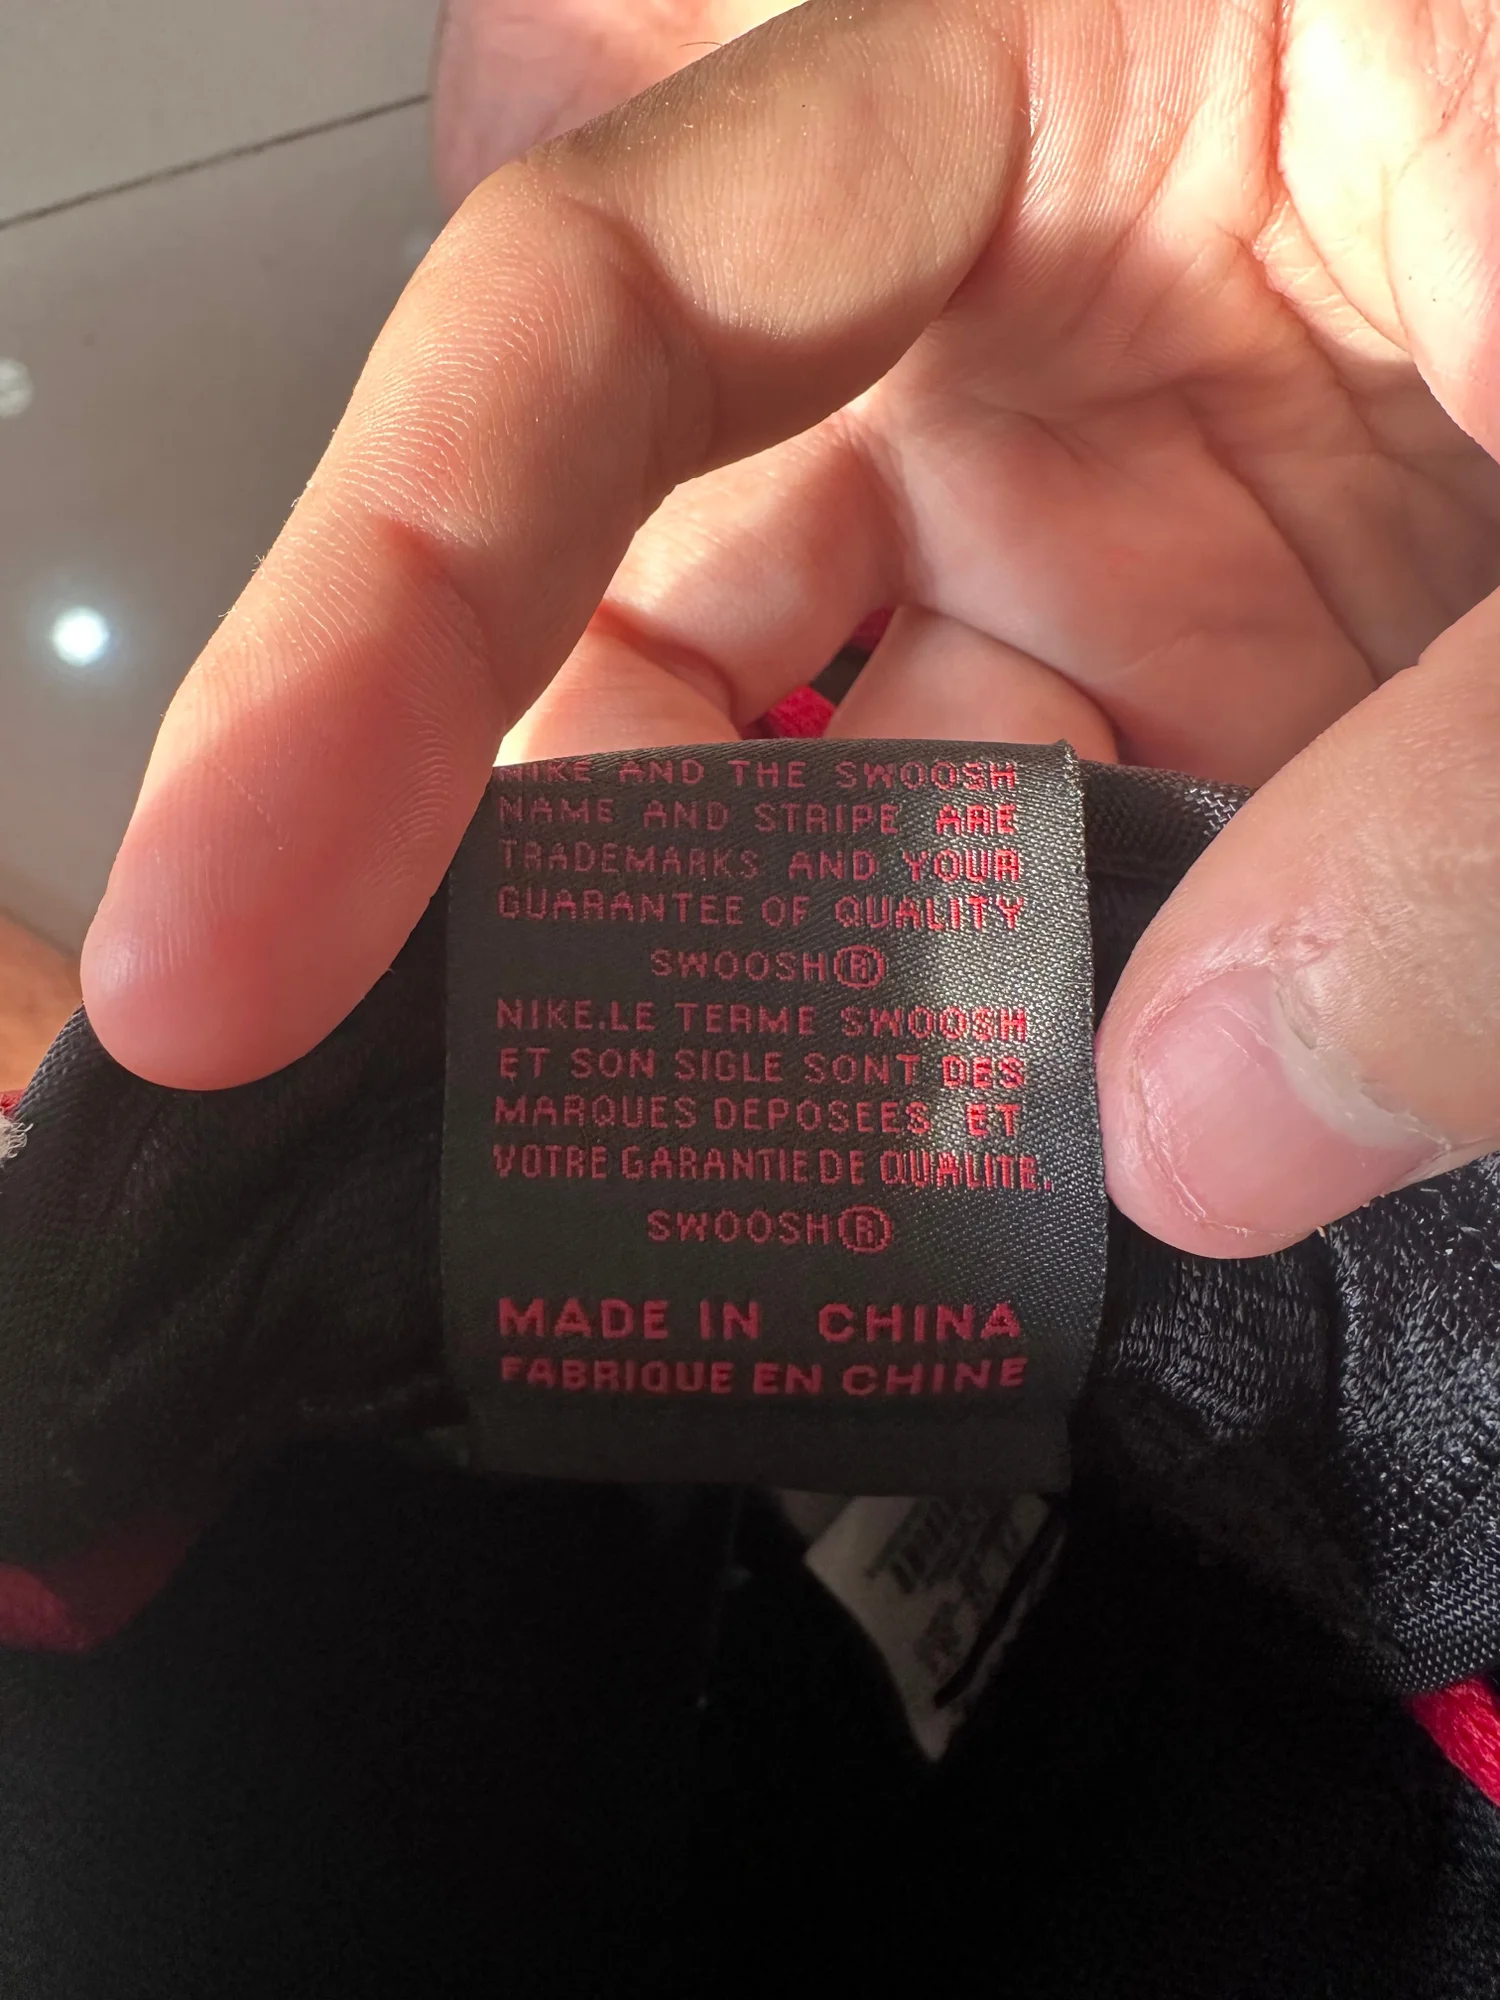 NIKE AND THE SWOOSH
NAME AND STRIPE ARE
TRADEMARKS AND YOUR
GUARANTEE OF QUALITY
SWOOSH®
NIKE.LE TERME SWOOSH
ET SON SIGLE SONT DES
MARQUES DEPOSEES ET
VOTRE GARANTIE DE QUALITE.
SWOOSH®
MADE IN CHINA
FABRIQUE EN CHINE